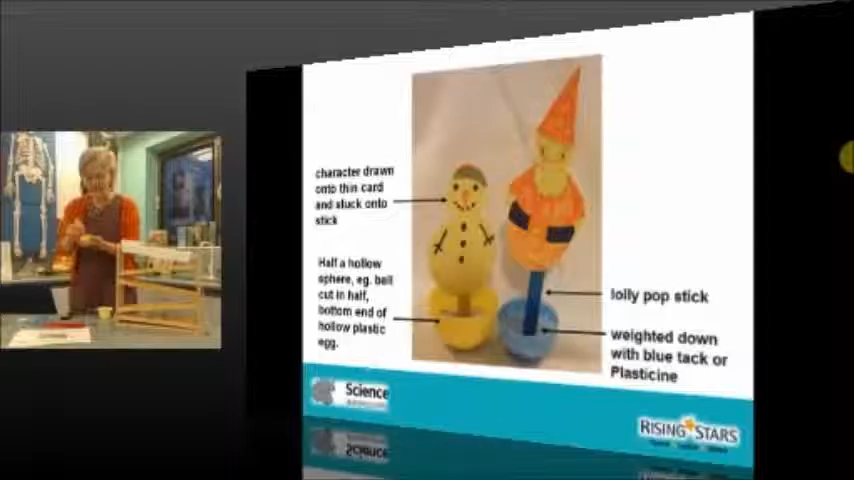 character drawn
onto thin card
and stuck onto
stick
Half a hollow
sphere, eg. ball
cut in half,
bottom end of
hollow plastic
egg.
lolly pop stick
weighted down
with blue tack or
Plasticine
Science
RISING STARS